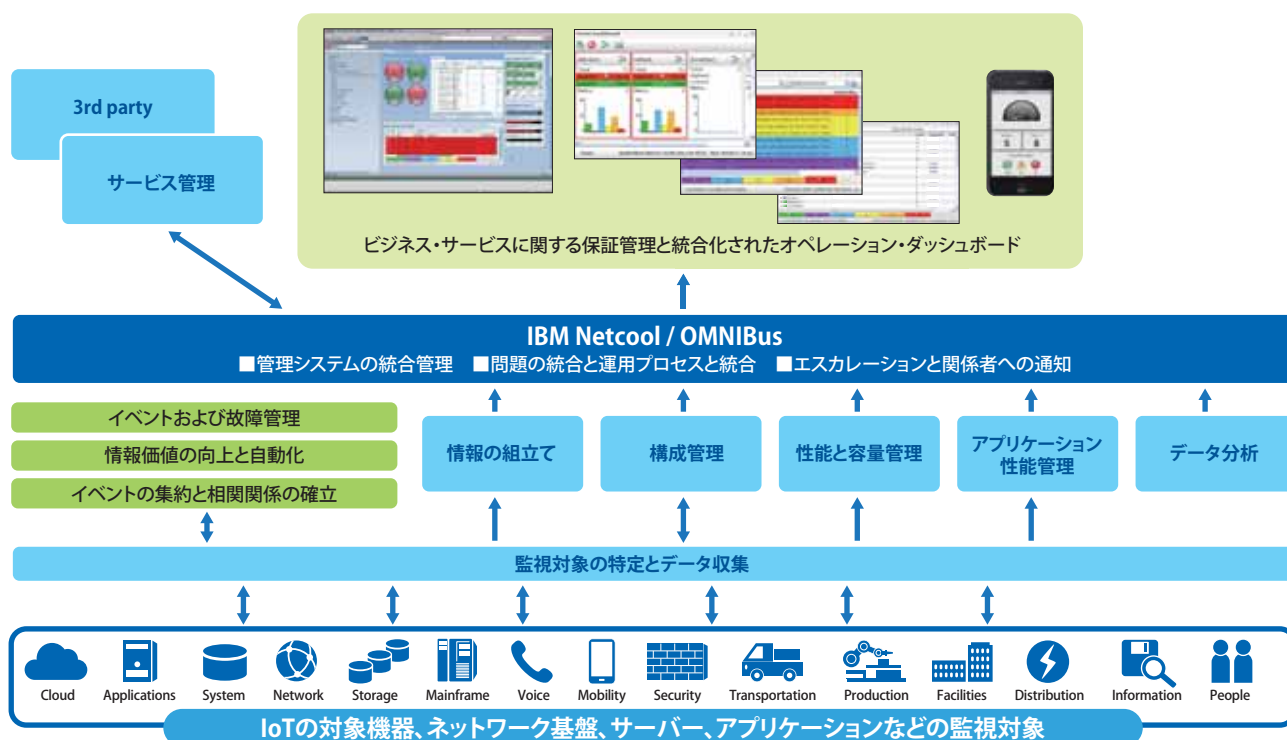 3rd party
サービス管理
ビジネス・サービスに関する保証管理と統合化されたオペレーション・ダッシュボード
IBM Netcool / OMNIBus
■管理システムの統合管理 ■問題の統合と運用プロセスと統合 ■エスカレーションと関係者への通知
イベントおよび故障管理
情報価値の向上と自動化
イベントの集約と相関関係の確立
情報の組立て
構成管理
性能と容量管理
アプリケーション
性能管理
データ分析
監視対象の特定とデータ収集
Cloud Applications System Network Storage Mainframe Voice Mobility Security Transportation Production Facilities Distribution Information People
IoTの対象機器、ネットワーク基盤、サーバー、アプリケーションなどの監視対象